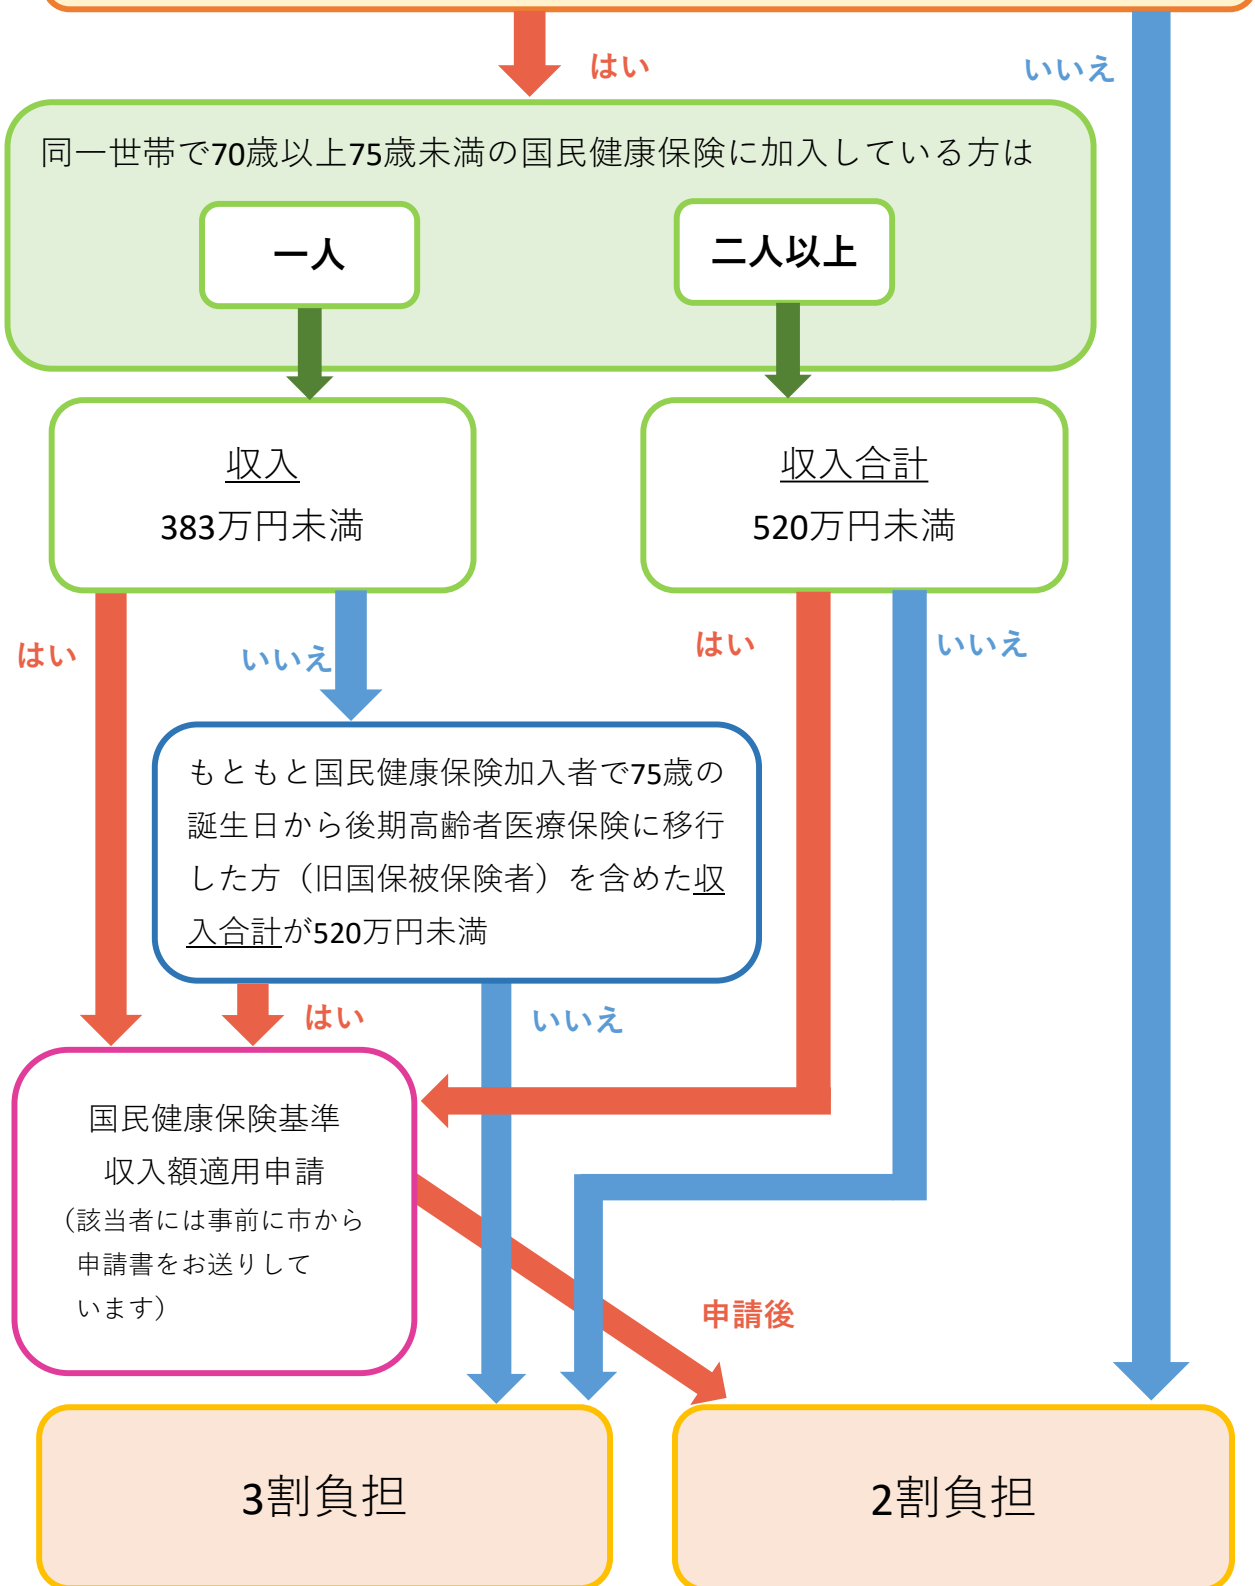 はい
いいえ
同一世帯で70歳以上75歳未満の国民健康保険に加入している方は
一人
二人以上
収入
383万円未満
収入合計
520万円未満
はい
いいえ
はい
いいえ
もともと国民健康保険加入者で75歳の
誕生日から後期高齢者医療保険に移行
した方（旧国保被保険者）を含めた収
入合計が520万円未満
はい
いいえ
国民健康保険基準
収入額適用申請
（該当者には事前に市から
申請書をお送りして
います）
申請後
3割負担
2割負担